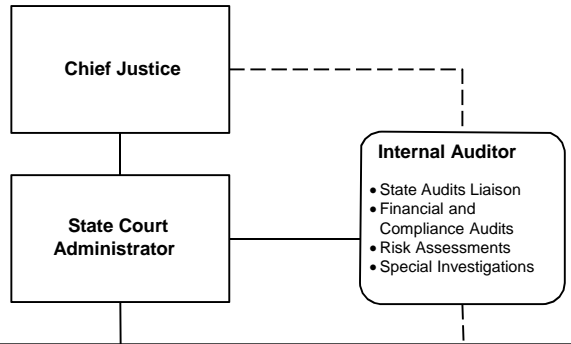 Chief Justice
State Court
Administrator
Internal Auditor
• State Audits Liaison
• Financial and
Compliance Audits
• Risk Assessments
• Special Investigations